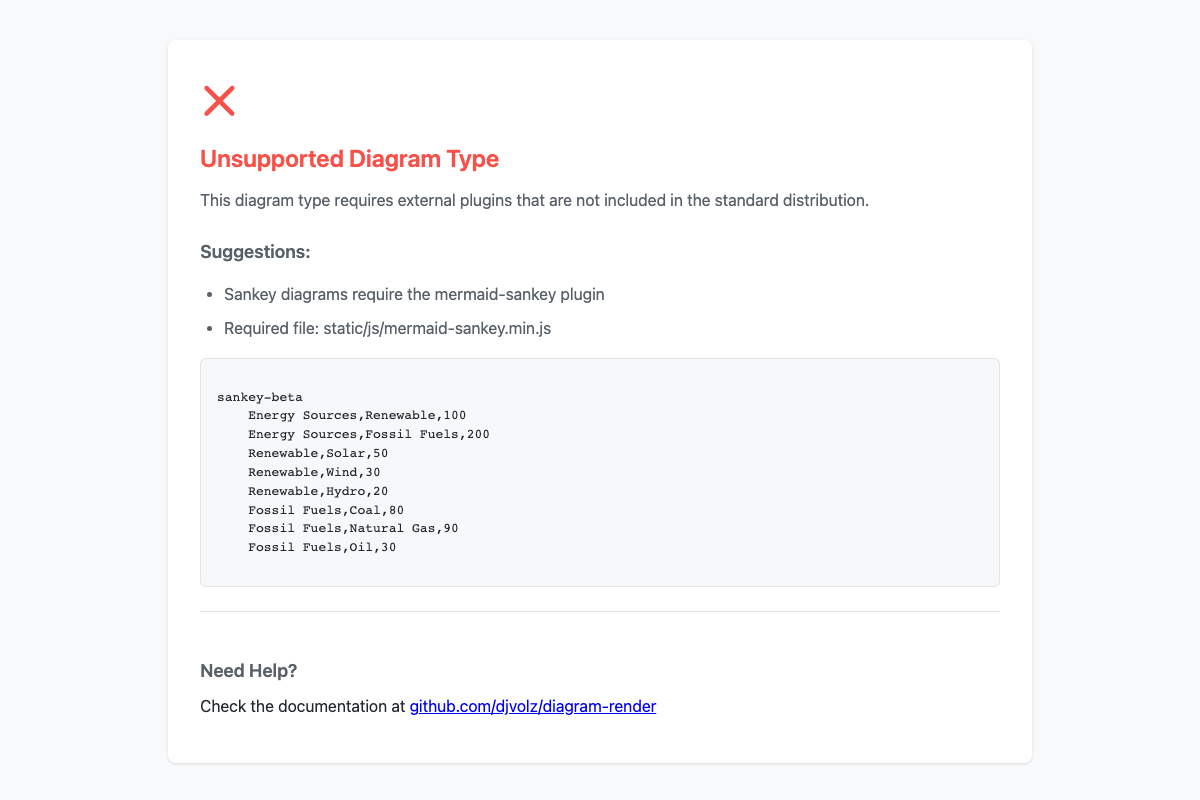 Unsupported Diagram Type
This diagram type requires external plugins that are not included in the standard distribution.
Suggestions:
• Sankey diagrams require the mermaid-sankey plugin
• Required file: static/js/mermaid-sankey.min.js
sankey-beta
    Energy Sources,Renewable,100
    Energy Sources,Fossil Fuels,200
    Renewable,Solar,50
    Renewable,Wind,30
    Renewable,Hydro,20
    Fossil Fuels,Coal,80
    Fossil Fuels,Natural Gas,90
    Fossil Fuels,Oil,30
Need Help?
Check the documentation at github.com/djvolz/diagram-render